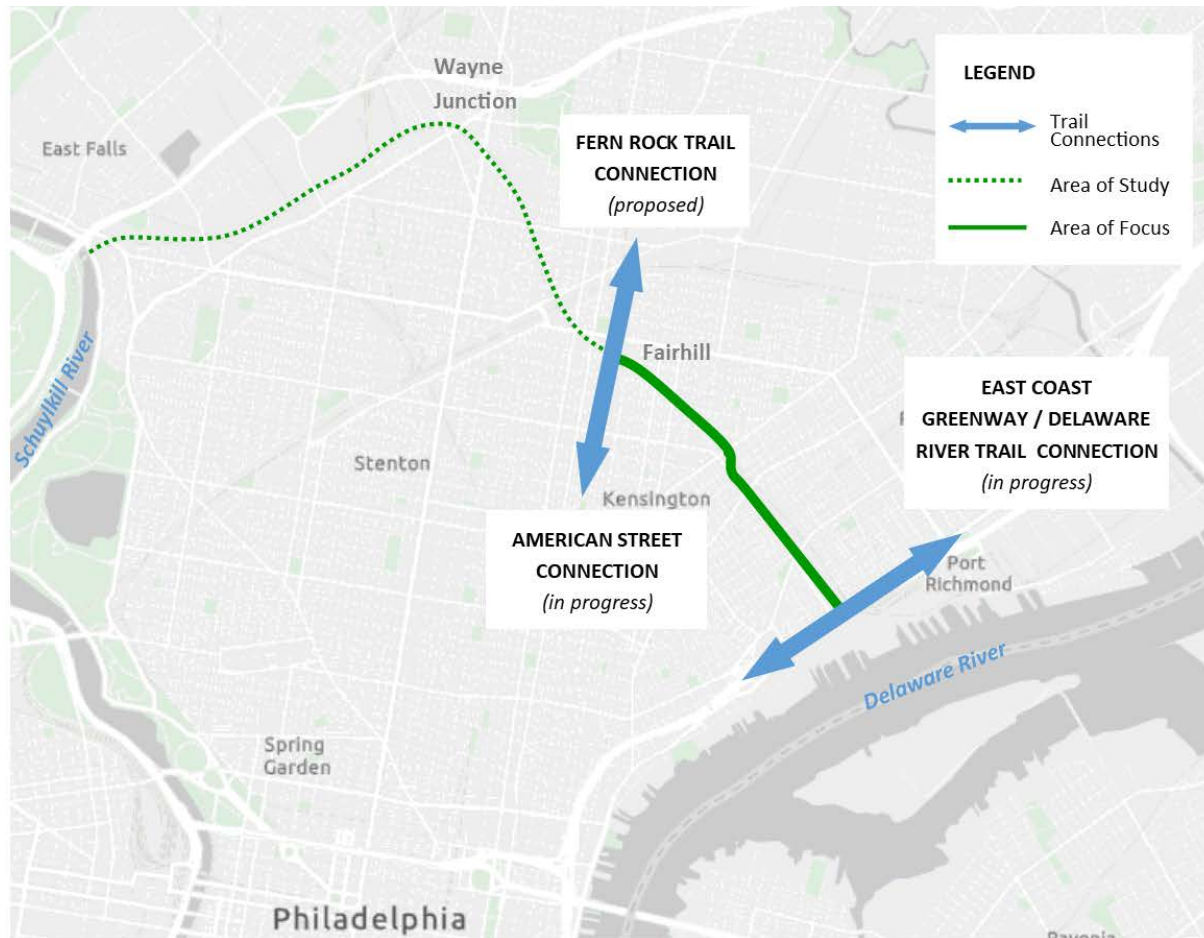 Wayne
Junction
East Falls
FERN ROCK TRAIL
CONNECTION
(proposed)
LEGEND
Trail
Connections
Area of Study
Area of Focus
Schuylkill River
Fairhill
EAST COAST
GREENWAY / DELAWARE
RIVER TRAIL CONNECTION
(in progress)
Stenton
Kensington
AMERICAN STREET
CONNECTION
(in progress)
Port
Richmond
Delaware River
Spring
Garden
Philadelphia